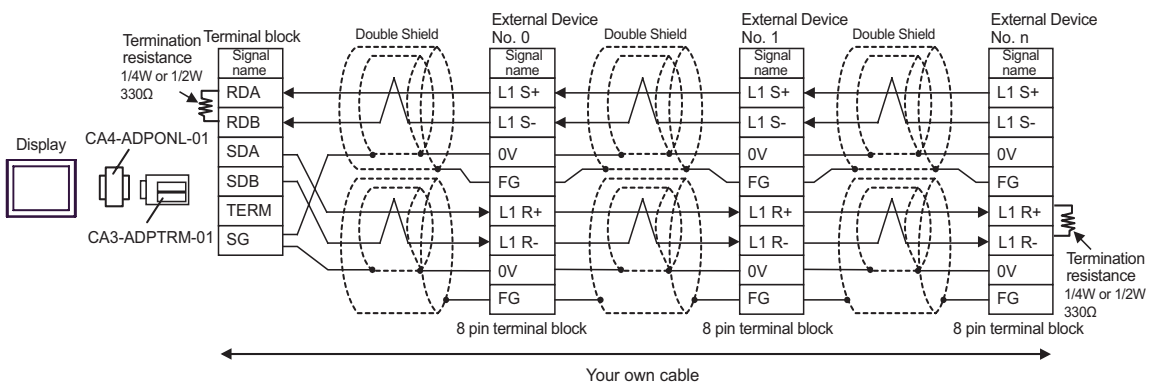 Termination
resistance
1/4W or 1/2W
330Ω
Terminal block
Signal
name
RDA
RDB
SDA
SDB
TERM
SG
Display
CA4-ADPONL-01
CA3-ADPTRM-01
Double Shield
External Device
No. 0
Signal
name
L1 S+
L1 S-
0V
FG
L1 R+
L1 R-
0V
FG
8 pin terminal block
Double Shield
External Device
No. 1
Signal
name
L1 S+
L1 S-
0V
FG
L1 R+
L1 R-
0V
FG
8 pin terminal block
Double Shield
External Device
No. n
Signal
name
L1 S+
L1 S-
0V
FG
L1 R+
L1 R-
0V
FG
8 pin terminal block
Termination
resistance
1/4W or 1/2W
330Ω
Your own cable